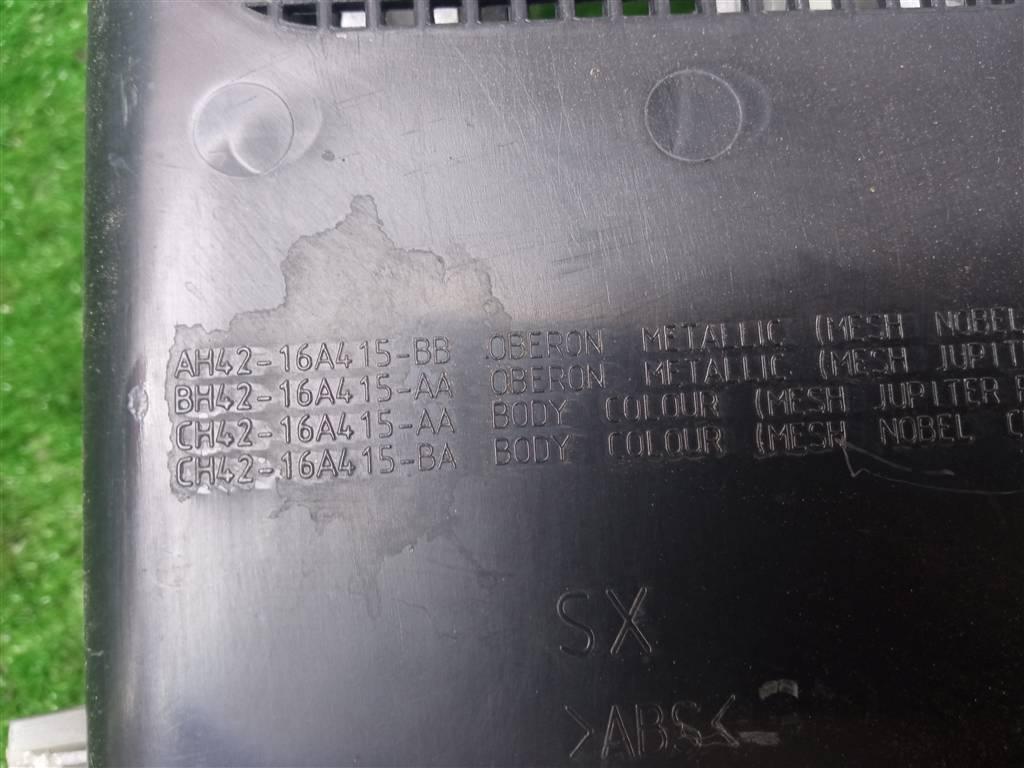 AH42-16A415-BB OBERON METALLIC (MESH NOBEL
BH42-16A415-AA OBERON METALLIC (MESH JUPITE
CH42-16A415-AA BODY COLOUR (MESH JUPITER
CH42-16A415-BA BODY COLOUR (MESH NOBEL
SX
>ABS<